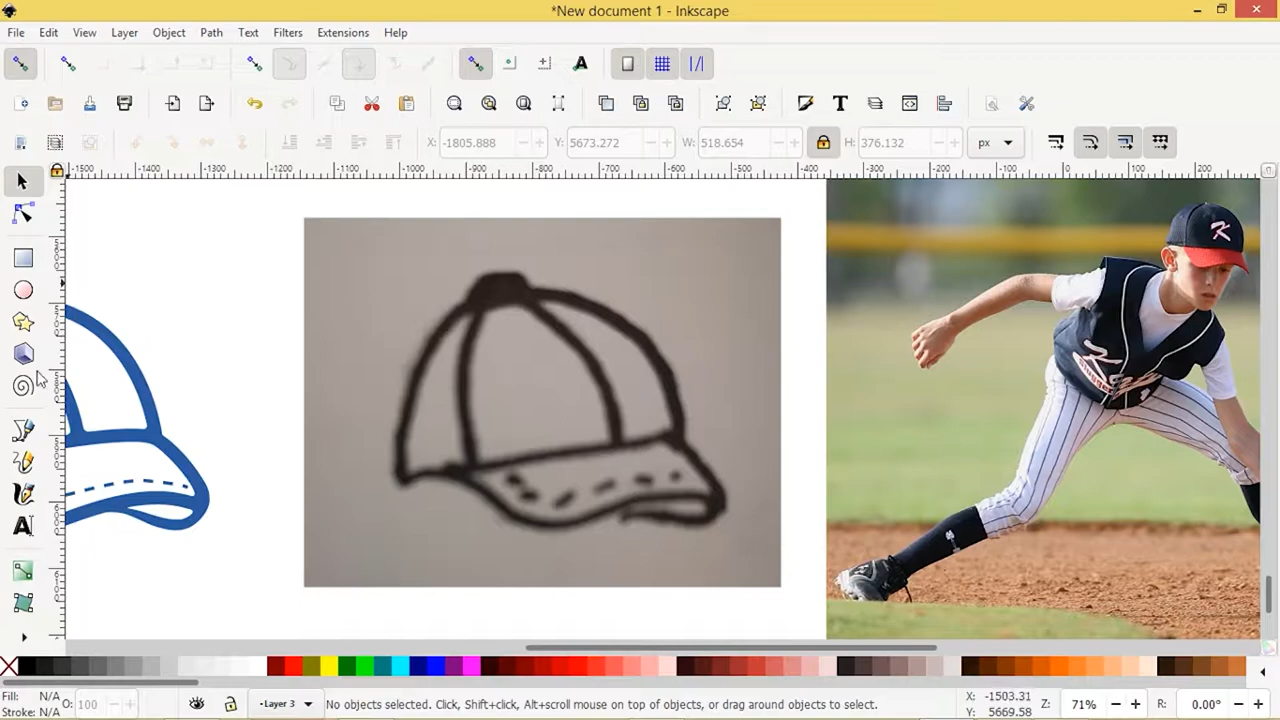 *New document 1 - Inkscape
File Edit View Layer Object Path Text Filters Extensions Help
X: -1805.888 Y: 5673.272 W: 518.654 H: 376.132 px
-1500 -1400 -1300 -1200 -1100 -1000 -900 -800 -700 -600 -500 -400 -300 -200 -100 0 100 200
K
Fill: N/A O: 100 -Layer 3 No objects selected. Click, Shift+click, Alt+scroll mouse on top of objects, or drag around objects to select. X: -1503.31 Z: 71% R: 0.00°
Stroke: N/A Y: 5669.58